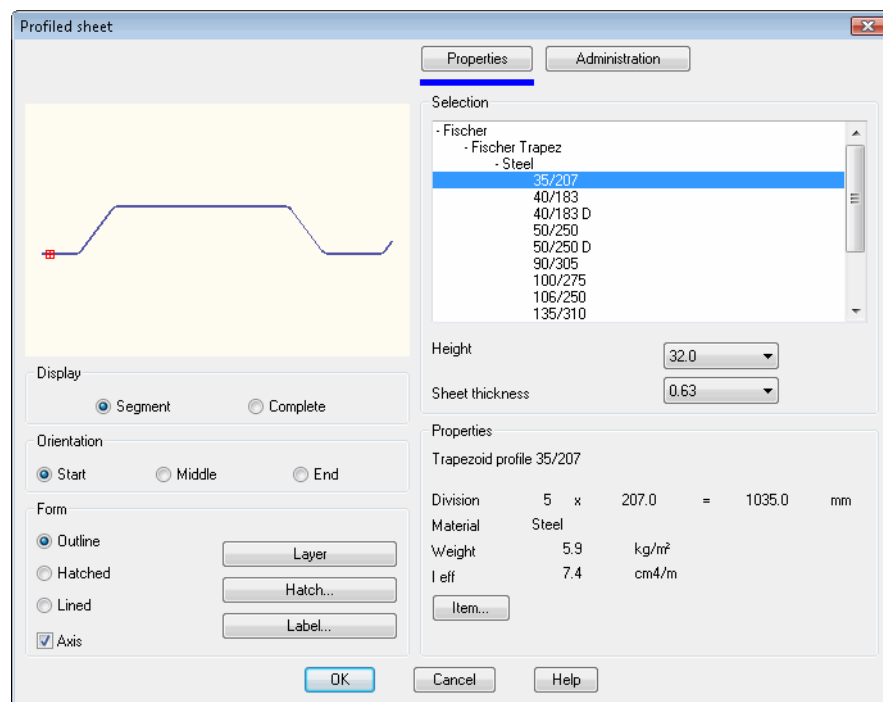 Profiled sheet
Properties Administration
Selection
- Fischer
- Fischer Trapez
- Steel
35/207
40/183
40/183 D
50/250
50/250 D
90/305
100/275
106/250
135/310
Height 32.0
Sheet thickness 0.63
Display
Segment Complete
Orientation
Start Middle End
Form
Outline
Hatched
Lined
Axis
Layer
Hatch...
Label...
Properties
Trapezoid profile 35/207
Division 5 x 207.0 = 1035.0 mm
Material Steel
Weight 5.9 kg/m²
I eff 7.4 cm4/m
Item...
OK Cancel Help